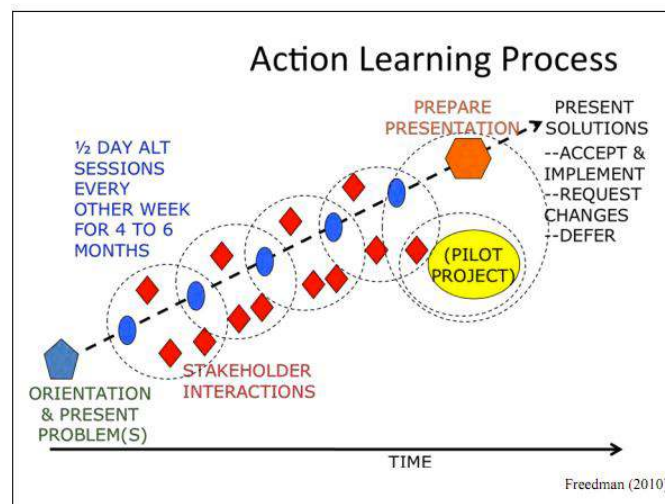 Action Learning Process
½ DAY ALT
SESSIONS
EVERY
OTHER WEEK
FOR 4 TO 6
MONTHS
PREPARE
PRESENTATION
PRESENT
SOLUTIONS
--ACCEPT &
IMPLEMENT
--REQUEST
CHANGES
--DEFER
(PILOT
PROJECT)
STAKEHOLDER
INTERACTIONS
ORIENTATION
& PRESENT
PROBLEM(S)
TIME
Freedman (2010)